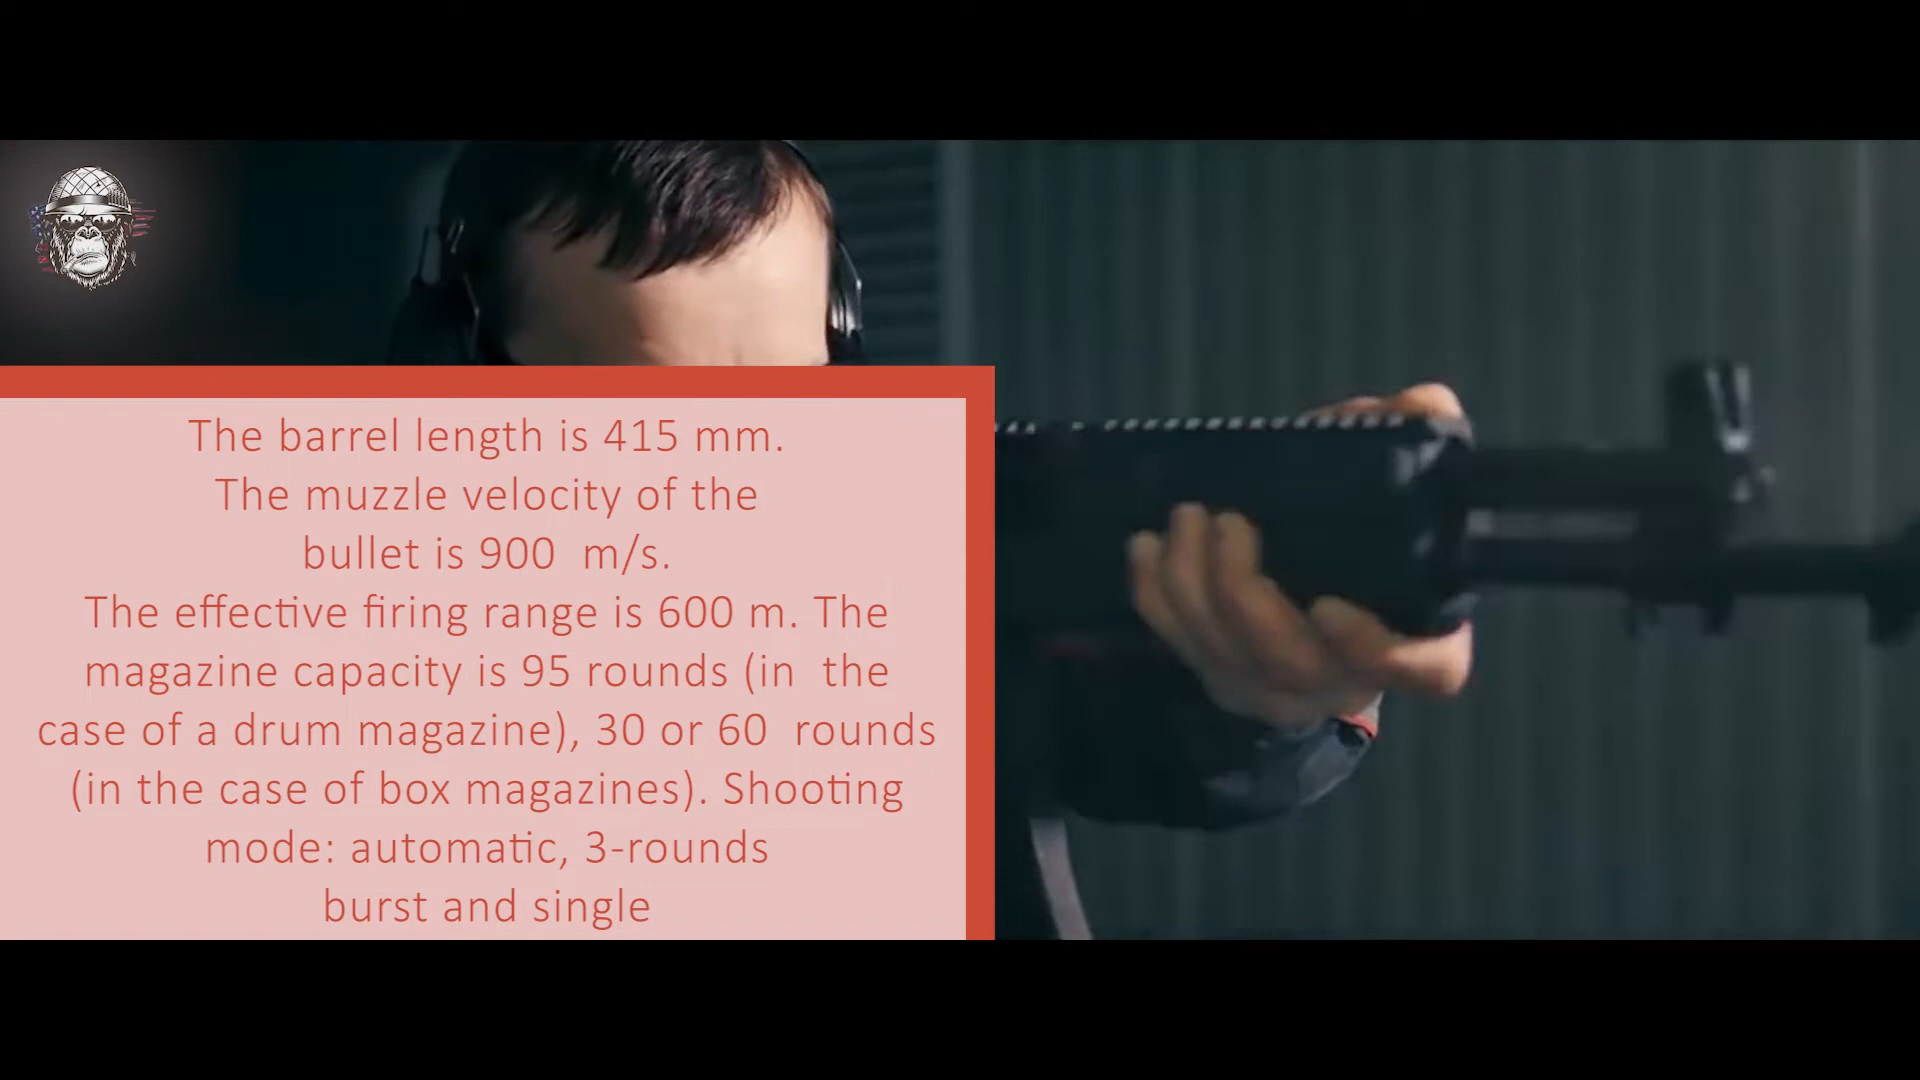 The barrel length is 415 mm.
The muzzle velocity of the
bullet is 900 m/s.
The effective firing range is 600 m. The
magazine capacity is 95 rounds (in the
case of a drum magazine), 30 or 60 rounds
(in the case of box magazines). Shooting
mode: automatic, 3-rounds
burst and single